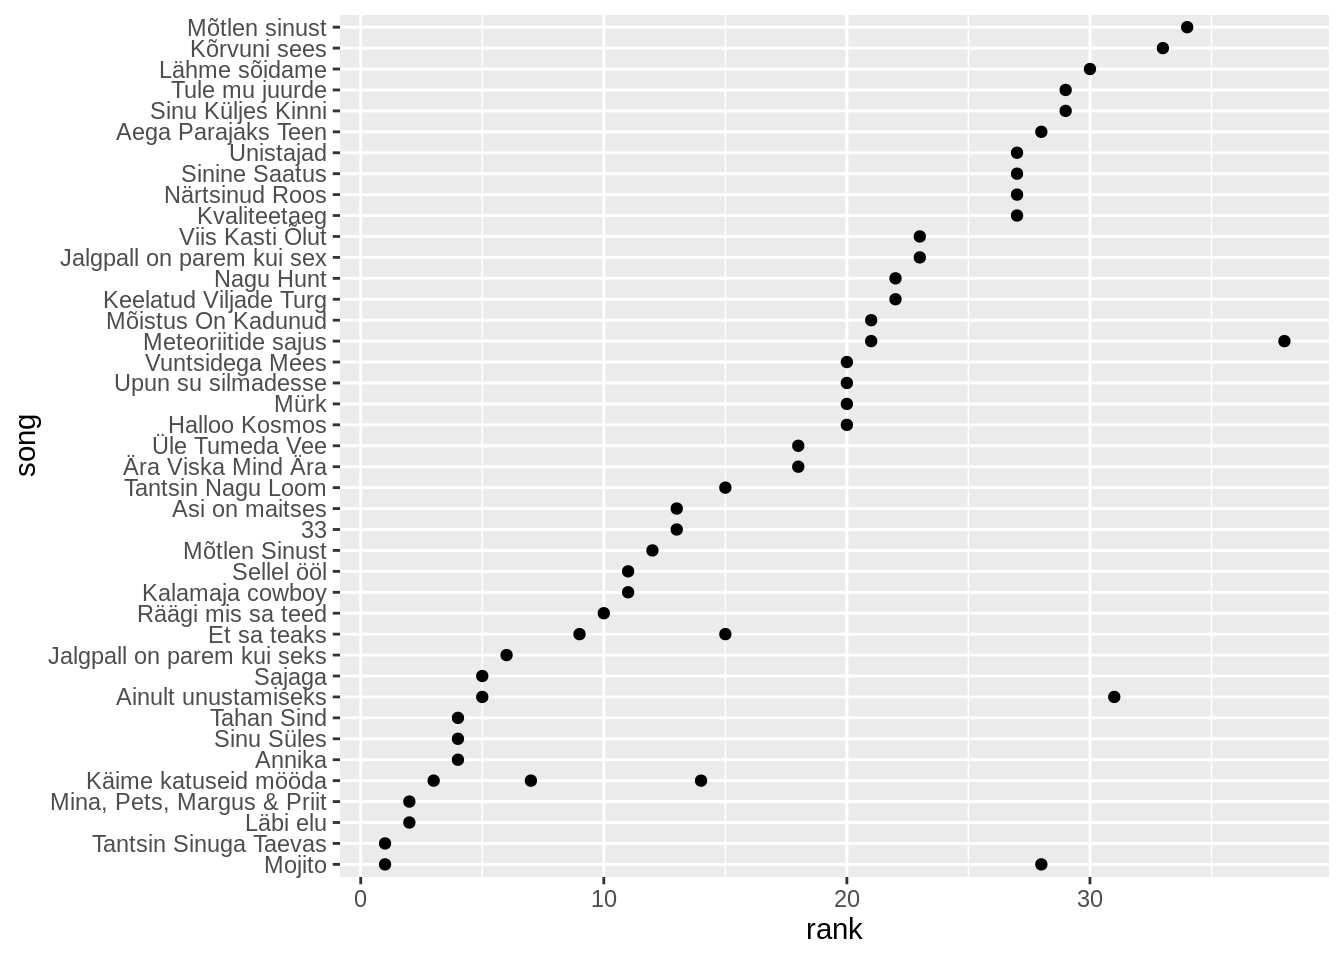 Mõtlen sinust
Kõrvuni sees
Lähme sõidame
Tule mu juurde
Sinu Küljes Kinni
Aega Parajaks Teen
Unistajad
Sinine Saatus
Närtsinud Roos
Kvaliteetaeg
Viis Kasti Õlut
Jalgpall on parem kui sex
Nagu Hunt
Keelatud Viljade Turg
Mõistus On Kadunud
Meteoriitide sajus
Vuntsidega Mees
Upun su silmadesse
Mürk
Halloo Kosmos
Üle Tumeda Vee
Ära Viska Mind Ära
Tantsin Nagu Loom
Asi on maitses
33
Mõtlen Sinust
Sellel ööl
Kalamaja cowboy
Räägi mis sa teed
Et sa teaks
Jalgpall on parem kui seks
Sajaga
Ainult unustamiseks
Tahan Sind
Sinu Süles
Annika
Käime katuseid mööda
Mina, Pets, Margus & Priit
Läbi elu
Tantsin Sinuga Taevas
Mojito
song
0 10 20 30
rank